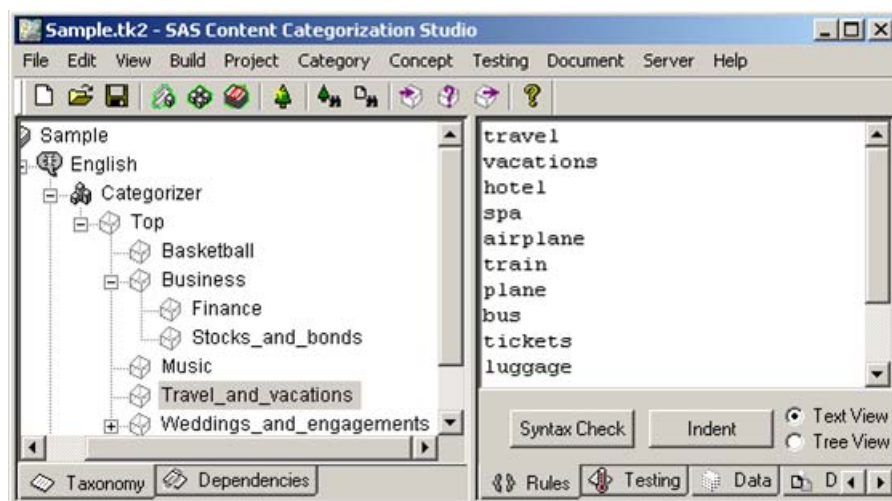 Sample.tk2 - SAS Content Categorization Studio
File Edit View Build Project Category Concept Testing Document Server Help
Sample
English
Categorizer
Top
Basketball
Business
Finance
Stocks_and_bonds
Music
Travel_and_vacations
Weddings_and_engagements
Taxonomy Dependencies
travel
vacations
hotel
spa
airplane
train
plane
bus
tickets
luggage
Syntax Check Indent Text View
Tree View
Rules Testing Data D